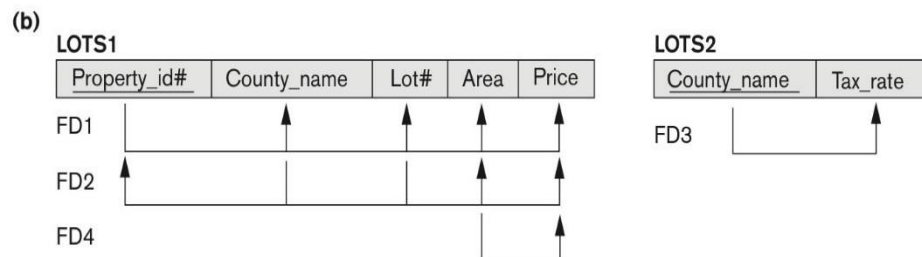 (b)
LOTS1
Property_id# County_name Lot# Area Price
FD1
FD2
FD4
LOTS2
County_name Tax_rate
FD3